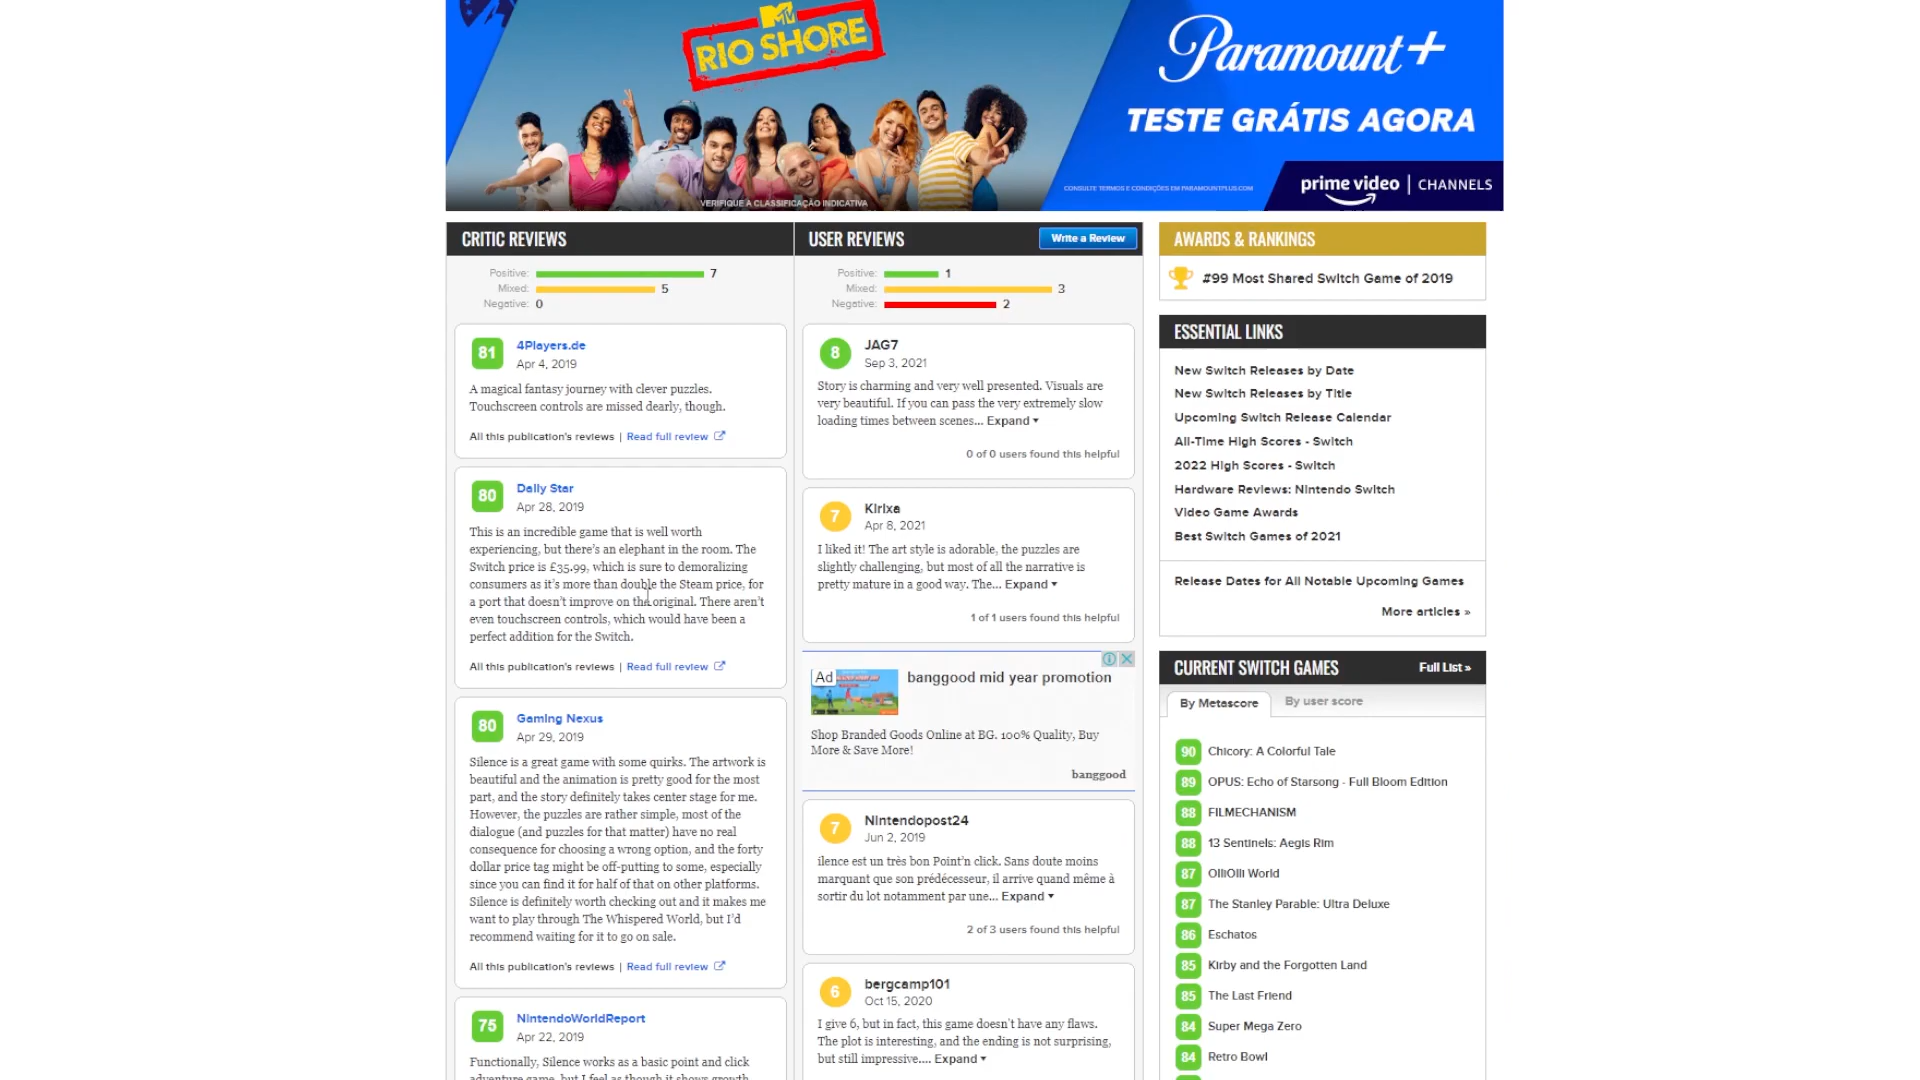 MTV
RIO SHORE
VERIFIQUE A CLASSIFICAÇÃO INDICATIVA
Paramount+
TESTE GRÁTIS AGORA
CONSULTE TERMOS E CONDIÇÕES EM PARAMOUNTPLUS.COM
prime video | CHANNELS
CRITIC REVIEWS
Positive: 7
Mixed: 5
Negative: 0
81
4Players.de
Apr 4, 2019
A magical fantasy journey with clever puzzles.
Touchscreen controls are missed dearly, though.
All this publication's reviews | Read full review
80
Daily Star
Apr 28, 2019
This is an incredible game that is well worth
experiencing, but there's an elephant in the room. The
Switch price is £35.99, which is sure to demoralizing
consumers as it's more than double the Steam price, for
a port that doesn't improve on the original. There aren't
even touchscreen controls, which would have been a
perfect addition for the Switch.
All this publication's reviews | Read full review
80
Gaming Nexus
Apr 29, 2019
Silence is a great game with some quirks. The artwork is
beautiful and the animation is pretty good for the most
part, and the story definitely takes center stage for me.
However, the puzzles are rather simple, most of the
dialogue (and puzzles for that matter) have no real
consequence for choosing a wrong option, and the forty
dollar price tag might be off-putting to some, especially
since you can find it for half of that on other platforms.
Silence is definitely worth checking out and it makes me
want to play through The Whispered World, but I'd
recommend waiting for it to go on sale.
All this publication's reviews | Read full review
75
NintendoWorldReport
Apr 22, 2019
Functionally, Silence works as a basic point and click
adventure game, but I feel as though it shows growth
USER REVIEWS
Write a Review
Positive: 1
Mixed: 3
Negative: 2
8
JAG7
Sep 3, 2021
Story is charming and very well presented. Visuals are
very beautiful. If you can pass the very extremely slow
loading times between scenes... Expand
0 of 0 users found this helpful
7
Kirixa
Apr 8, 2021
I liked it! The art style is adorable, the puzzles are
slightly challenging, but most of all the narrative is
pretty mature in a good way. The... Expand
1 of 1 users found this helpful
Ad
banggood mid year promotion
Shop Branded Goods Online at BG. 100% Quality, Buy
More & Save More!
banggood
7
Nintendopost24
Jun 2, 2019
ilence est un très bon Point'n click. Sans doute moins
marquant que son prédécesseur, il arrive quand même à
sortir du lot notamment par une... Expand
2 of 3 users found this helpful
6
bergcamp101
Oct 15, 2020
I give 6, but in fact, this game doesn't have any flaws.
The plot is interesting, and the ending is not surprising,
but still impressive.... Expand
AWARDS & RANKINGS
#99 Most Shared Switch Game of 2019
ESSENTIAL LINKS
New Switch Releases by Date
New Switch Releases by Title
Upcoming Switch Release Calendar
All-Time High Scores - Switch
2022 High Scores - Switch
Hardware Reviews: Nintendo Switch
Video Game Awards
Best Switch Games of 2021
Release Dates for All Notable Upcoming Games
More articles »
CURRENT SWITCH GAMES
Full List »
By Metascore
By user score
90 Chicory: A Colorful Tale
89 OPUS: Echo of Starsong - Full Bloom Edition
88 FILMECHANISM
88 13 Sentinels: Aegis Rim
87 OlliOlli World
87 The Stanley Parable: Ultra Deluxe
86 Eschatos
85 Kirby and the Forgotten Land
85 The Last Friend
84 Super Mega Zero
84 Retro Bowl